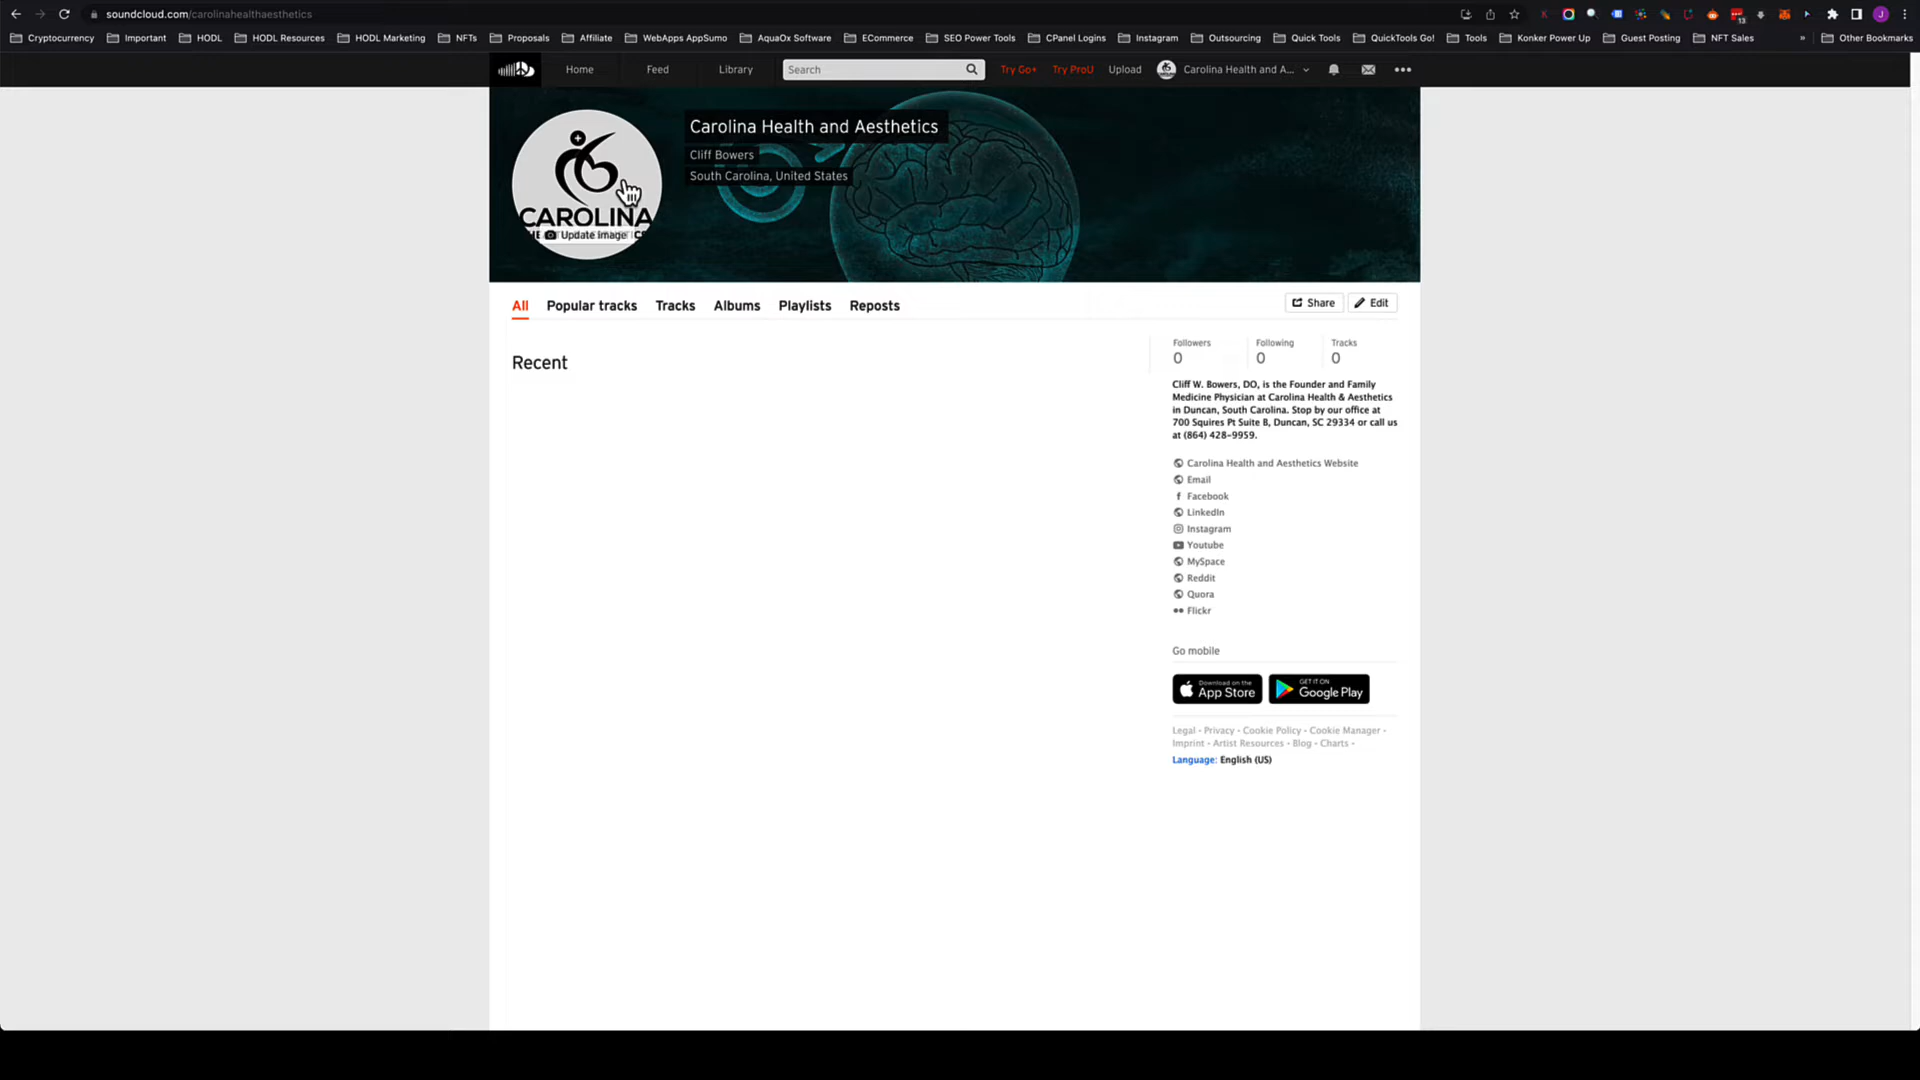 soundcloud.com/carolinahealthaesthetics
Cryptocurrency Important HODL HODL Resources HODL Marketing NFTs Proposals Affiliate WebApps AppSumo AquaOx Software ECommerce SEO Power Tools CPanel Logins Instagram Outsourcing Quick Tools QuickTools Go! Tools Konker Power Up Guest Posting NFT Sales » Other Bookmarks
Home Feed Library Search Try Go+ Try ProU Upload Carolina Health and A...
Carolina Health and Aesthetics
Cliff Bowers
South Carolina, United States
CAROLINA
Update image
All Popular tracks Tracks Albums Playlists Reposts Share Edit
Recent
Followers Following Tracks
0 0 0
Cliff W. Bowers, DO, is the Founder and Family
Medicine Physician at Carolina Health & Aesthetics
in Duncan, South Carolina. Stop by our office at
700 Squires Pt Suite B, Duncan, SC 29334 or call us
at (864) 428-9959.
Carolina Health and Aesthetics Website
Email
Facebook
LinkedIn
Instagram
Youtube
MySpace
Reddit
Quora
Flickr
Go mobile
Download on the App Store GET IT ON Google Play
Legal - Privacy - Cookie Policy - Cookie Manager -
Imprint - Artist Resources - Blog - Charts -
Language: English (US)